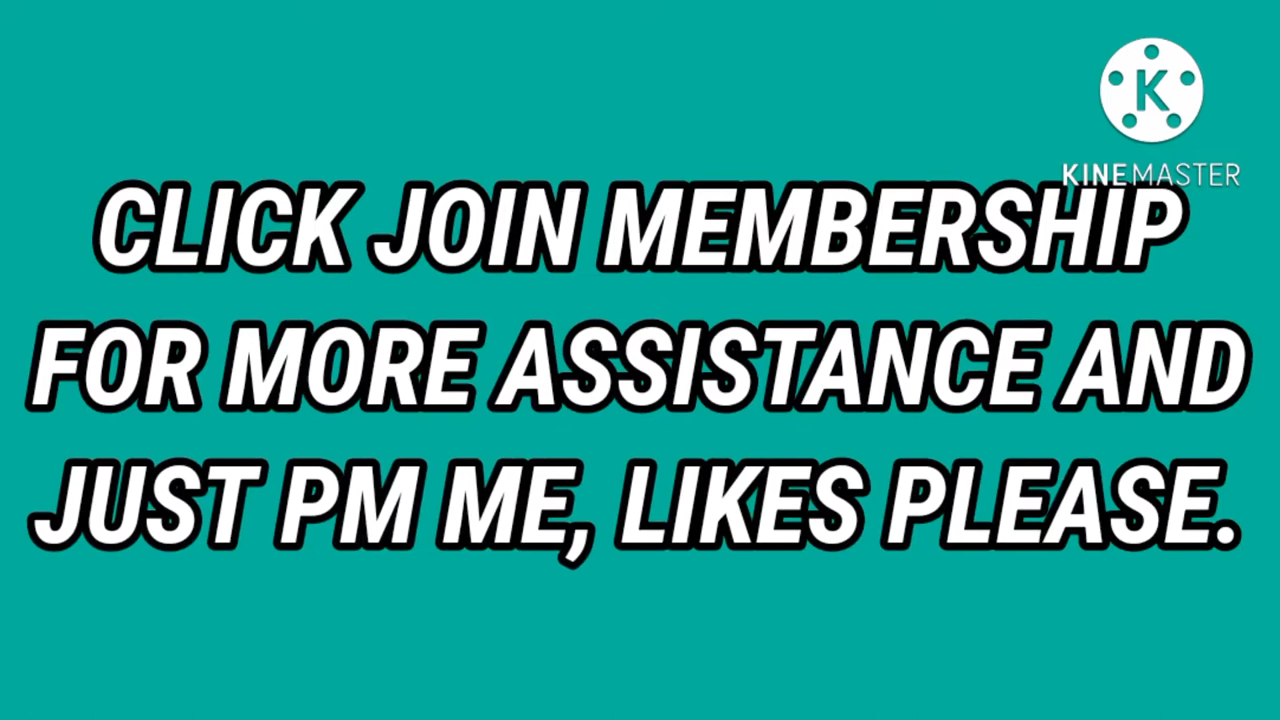 K
KINEMASTER
CLICK JOIN MEMBERSHIP
FOR MORE ASSISTANCE AND
JUST PM ME, LIKES PLEASE.